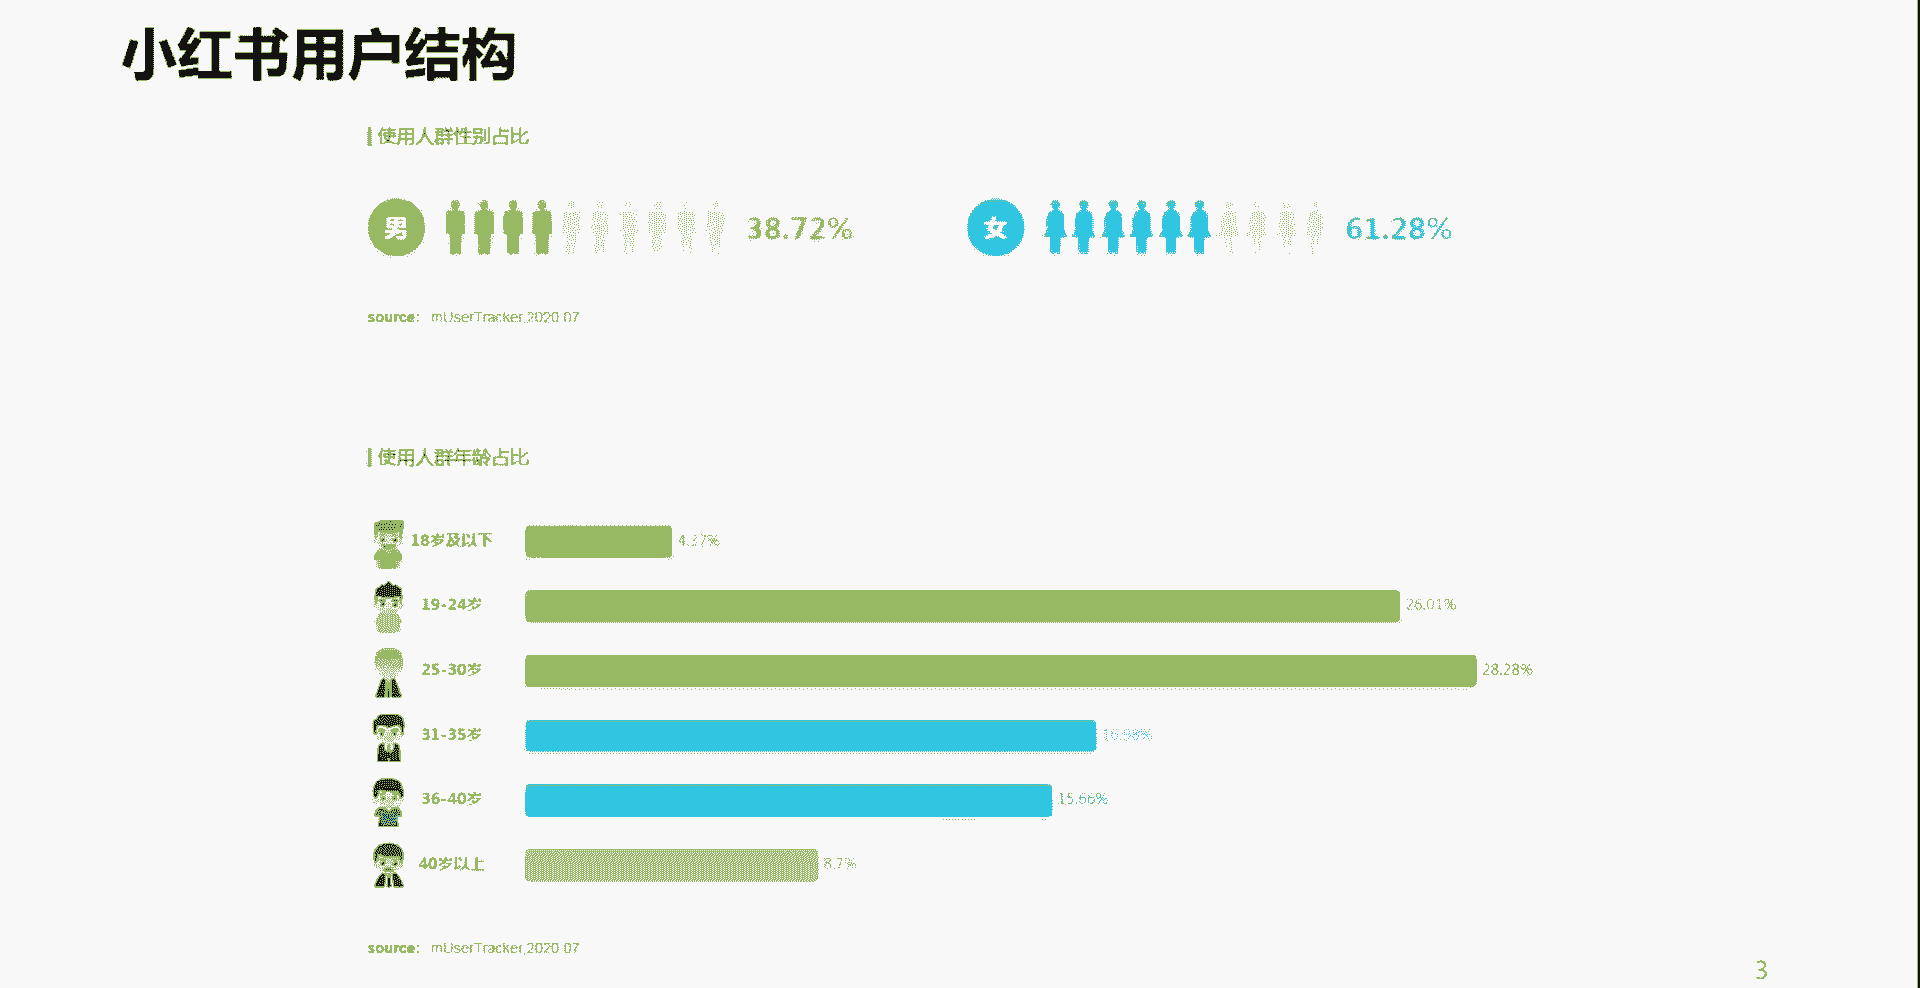 小红书用户结构
使用人群性别占比
男 38.72% 女 61.28%
source: mUserTracker,2020 07
使用人群年龄占比
18岁及以下 4.37%
19-24岁 26.01%
25-30岁 28.28%
31-35岁 16.98%
36-40岁 15.66%
40岁以上 8.7%
source: mUserTracker,2020 07
3